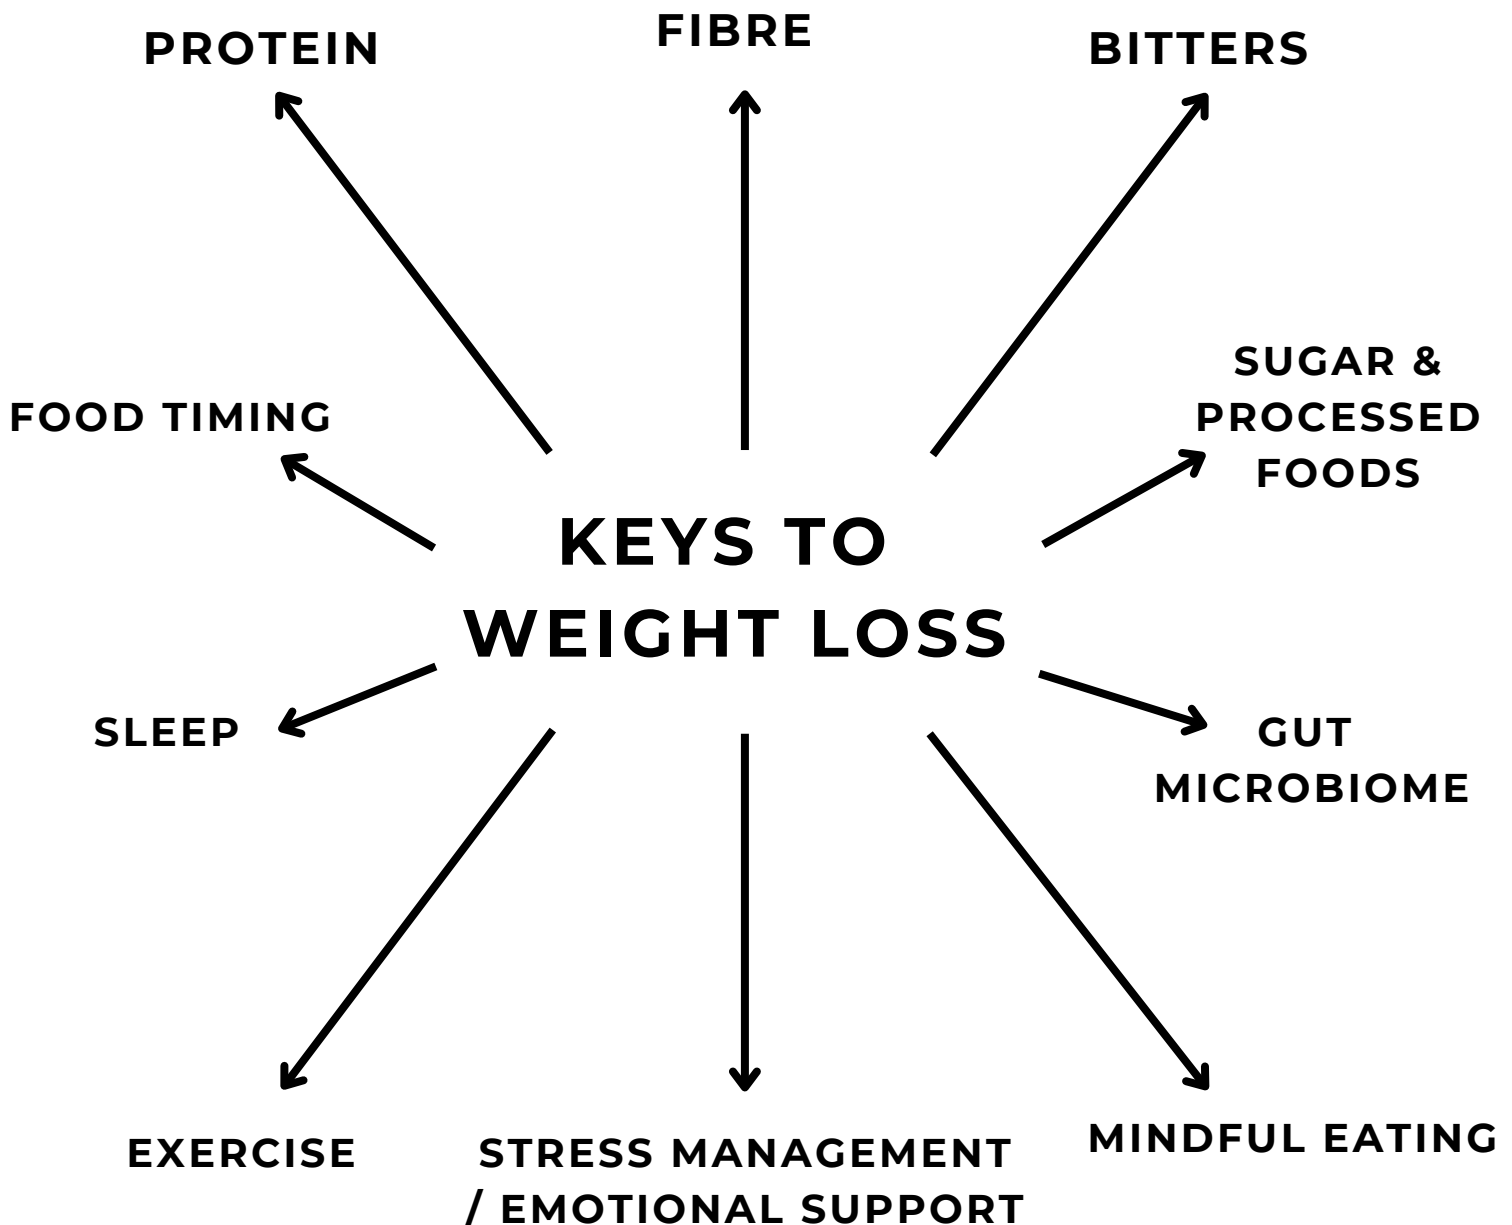 PROTEIN
FIBRE
BITTERS
FOOD TIMING
SUGAR &
PROCESSED
FOODS
KEYS TO
WEIGHT LOSS
SLEEP
GUT
MICROBIOME
EXERCISE
STRESS MANAGEMENT
/ EMOTIONAL SUPPORT
MINDFUL EATING